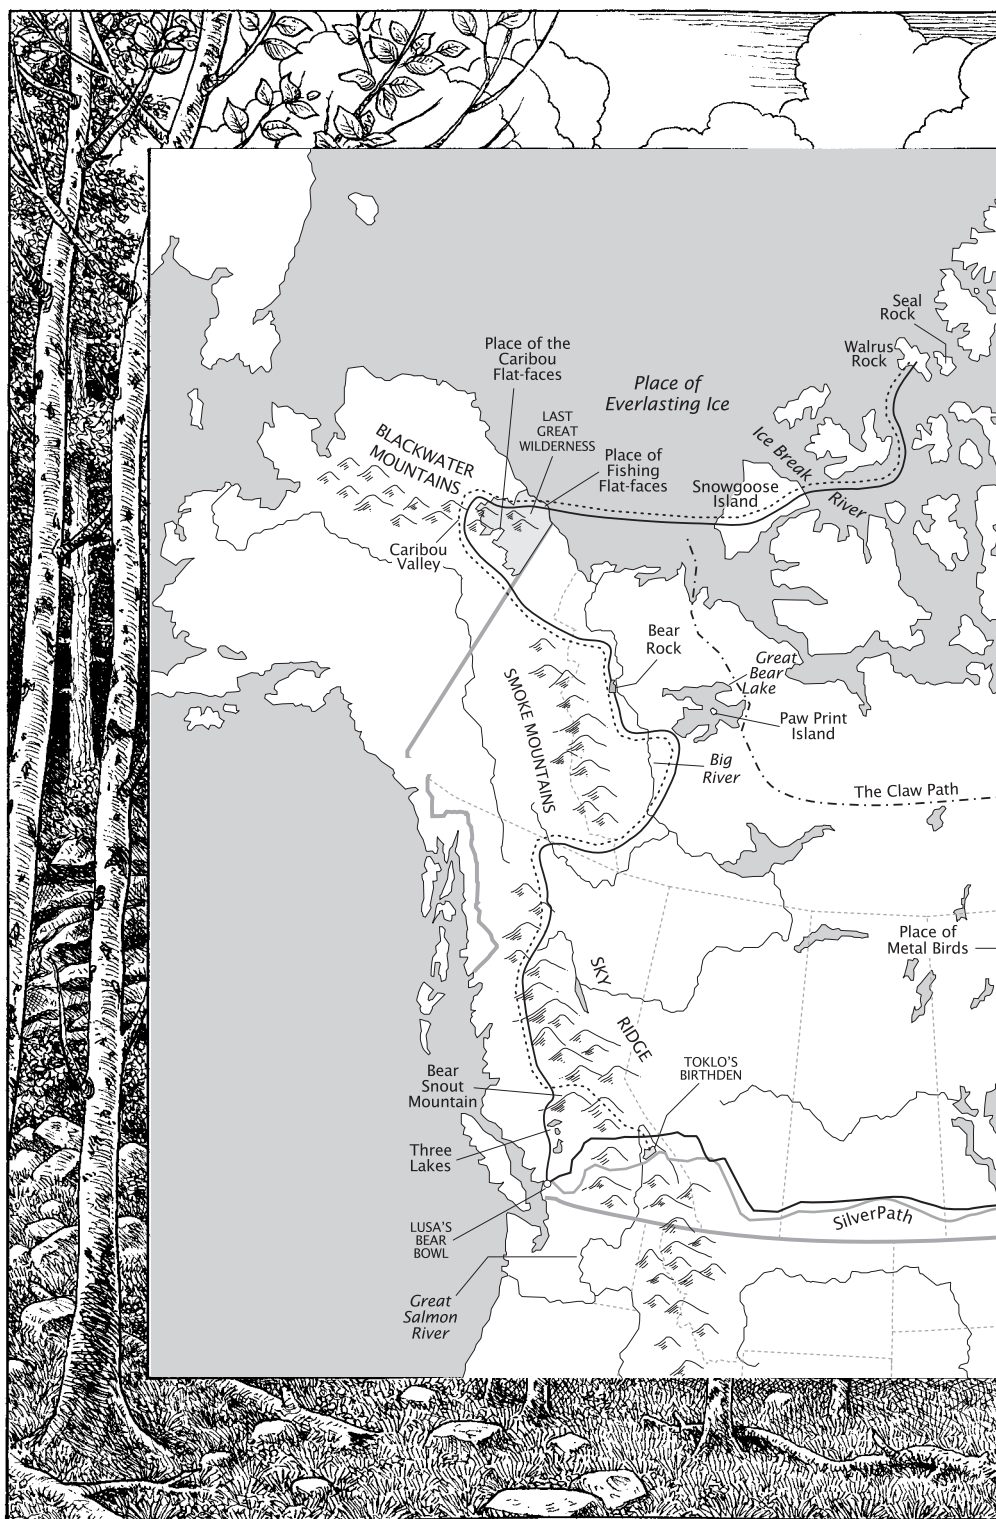 Seal
Rock
Walrus
Rock
Place of the
Caribou
Flat-faces
Place of
Everlasting Ice
LAST
GREAT
WILDERNESS
BLACKWATER
MOUNTAINS
Ice Break
River
Place of
Fishing
Flat-faces
Snowgoose
Island
Caribou
Valley
Bear
Rock
Great
Bear
Lake
SMOKE MOUNTAINS
Paw Print
Island
Big
River
The Claw Path
Place of
Metal Birds
SKY
RIDGE
TOKLO'S
BIRTHDEN
Bear
Snout
Mountain
Three
Lakes
SilverPath
LUSA'S
BEAR
BOWL
Great
Salmon
River